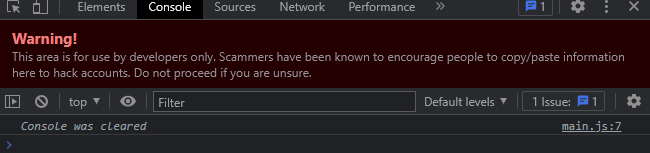 Elements Console Sources Network Performance » 1
Warning!
This area is for use by developers only. Scammers have been known to encourage people to copy/paste information
here to hack accounts. Do not proceed if you are unsure.
top ▼ Filter Default levels ▼ 1 Issue: 1
Console was cleared main.js:7
>